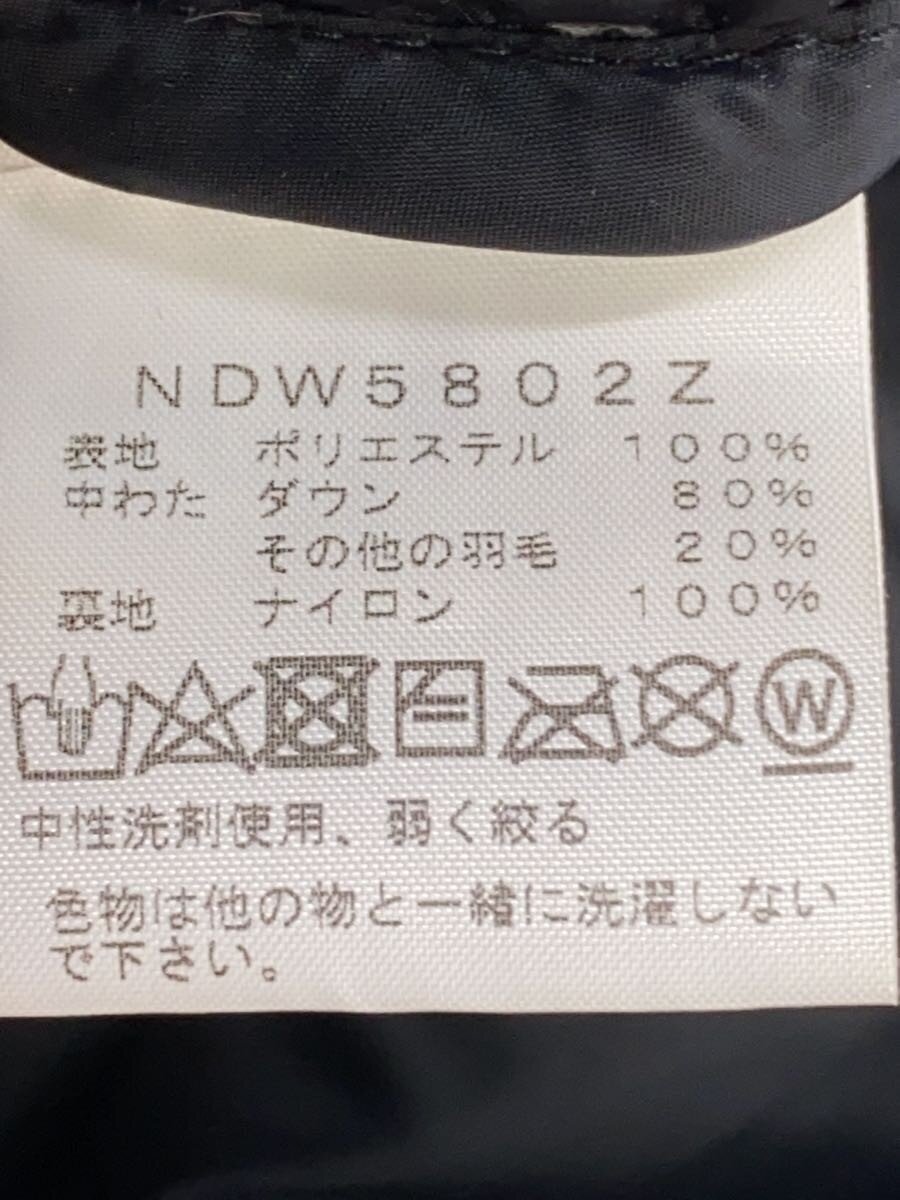 NDW5802Z
表地 ポリエステル 100%
中わた ダウン 80%
その他の羽毛 20%
裏地 ナイロン 100%
W
中性洗剤使用、弱く絞る
色物は他の物と一緒に洗濯しない
で下さい。